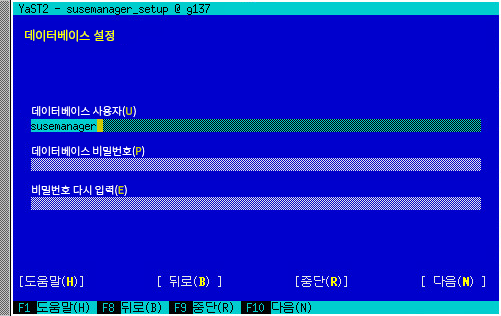 YaST2 - susemanager_setup @ g137
데이터베이스 설정
데이터베이스 사용자(U)
susemanager
데이터베이스 비밀번호(P)
비밀번호 다시 입력(E)
[도움말(H)] [ 뒤로(B) ] [중단(R)] [ 다음(N) ]
F1 도움말(H) F8 뒤로(B) F9 중단(R) F10 다음(N)